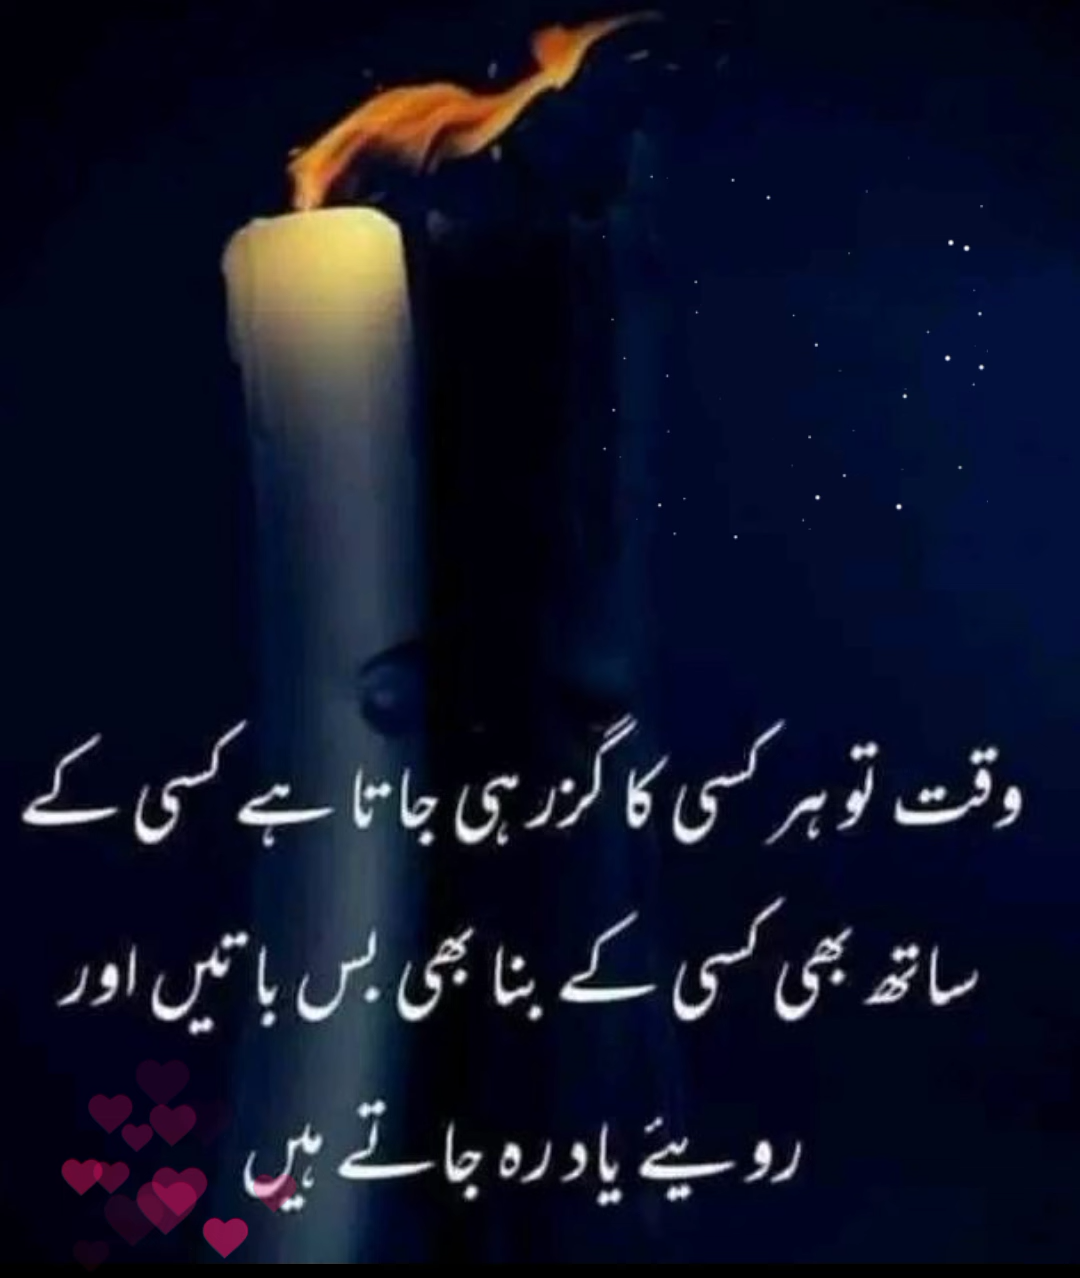 وقت تو ہر کسی کا گزر ہی جاتا ہے کسی کے
ساتھ بھی کسی کے بنا بھی بس باتیں اور
رویئے یاد رہ جاتے ہیں